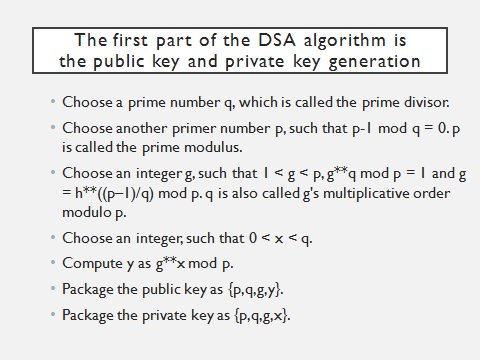 The first part of the DSA algorithm is
the public key and private key generation
• Choose a prime number q, which is called the prime divisor.
• Choose another primer number p, such that p-1 mod q = 0. p
is called the prime modulus.
• Choose an integer g, such that 1 < g < p, g**q mod p = 1 and g
= h**((p–1)/q) mod p. q is also called g's multiplicative order
modulo p.
• Choose an integer, such that 0 < x < q.
• Compute y as g**x mod p.
• Package the public key as {p,q,g,y}.
• Package the private key as {p,q,g,x}.